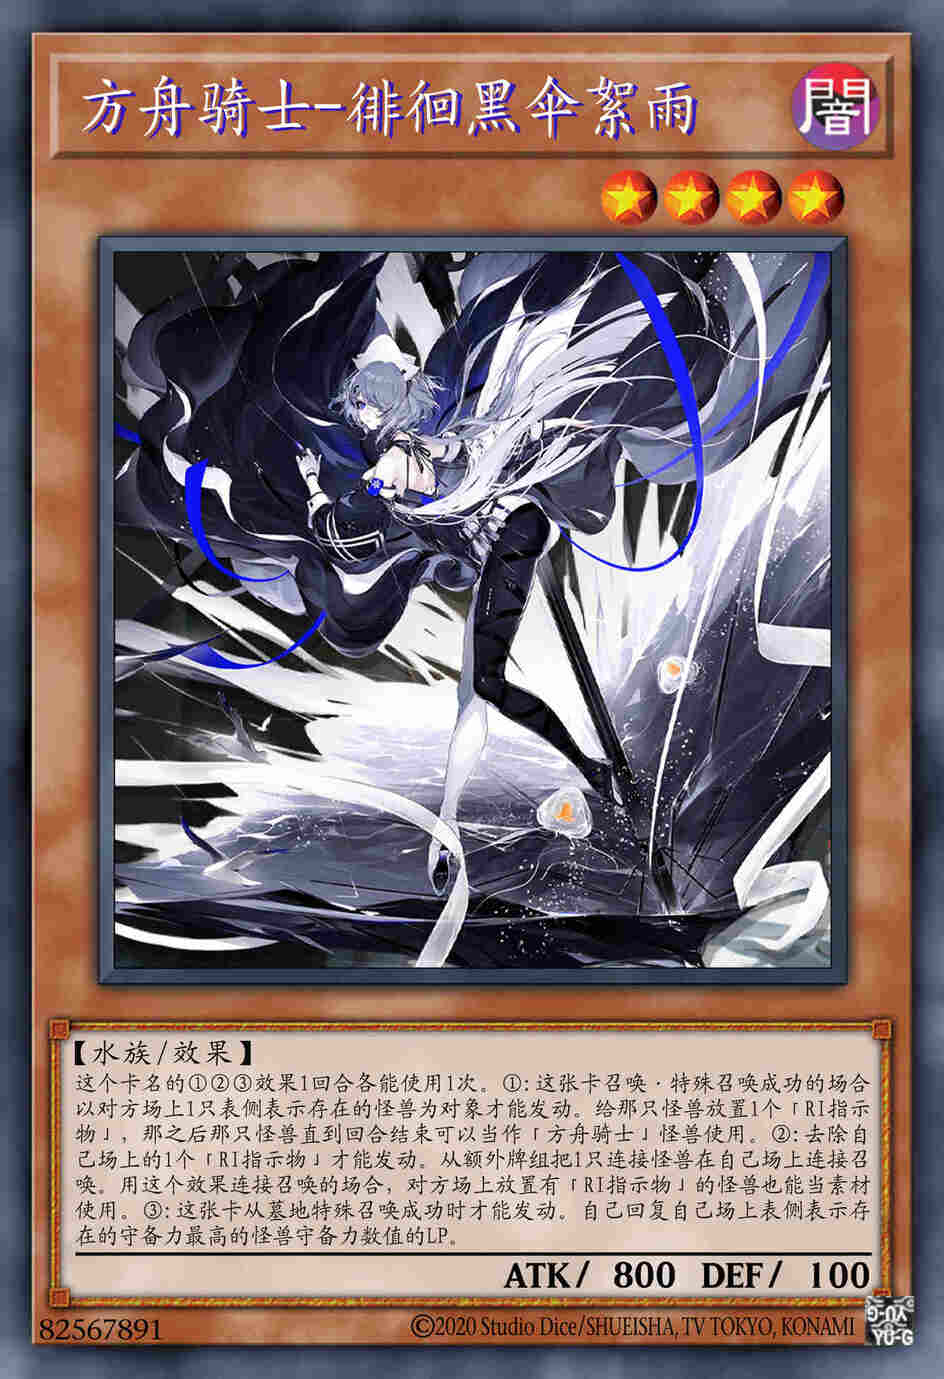 方舟骑士-徘徊黑伞絮雨
闇
【水族/效果】
这个卡名的①②③效果1回合各能使用1次。①:这张卡召唤·特殊召唤成功的场合
以对方场上1只表侧表示存在的怪兽为对象才能发动。给那只怪兽放置1个「RI指示
物」,那之后那只怪兽直到回合结束可以当作「方舟骑士」怪兽使用。②:去除自
己场上的1个「RI指示物」才能发动。从额外牌组把1只连接怪兽在自己场上连接召
唤。用这个效果连接召唤的场合,对方场上放置有「RI指示物」的怪兽也能当素材
使用。③:这张卡从墓地特殊召唤成功时才能发动。自己回复自己场上表侧表示存
在的守备力最高的怪兽守备力数值的LP。
ATK/ 800 DEF/ 100
82567891 ©2020 Studio Dice/SHUEISHA, TV TOKYO, KONAMI